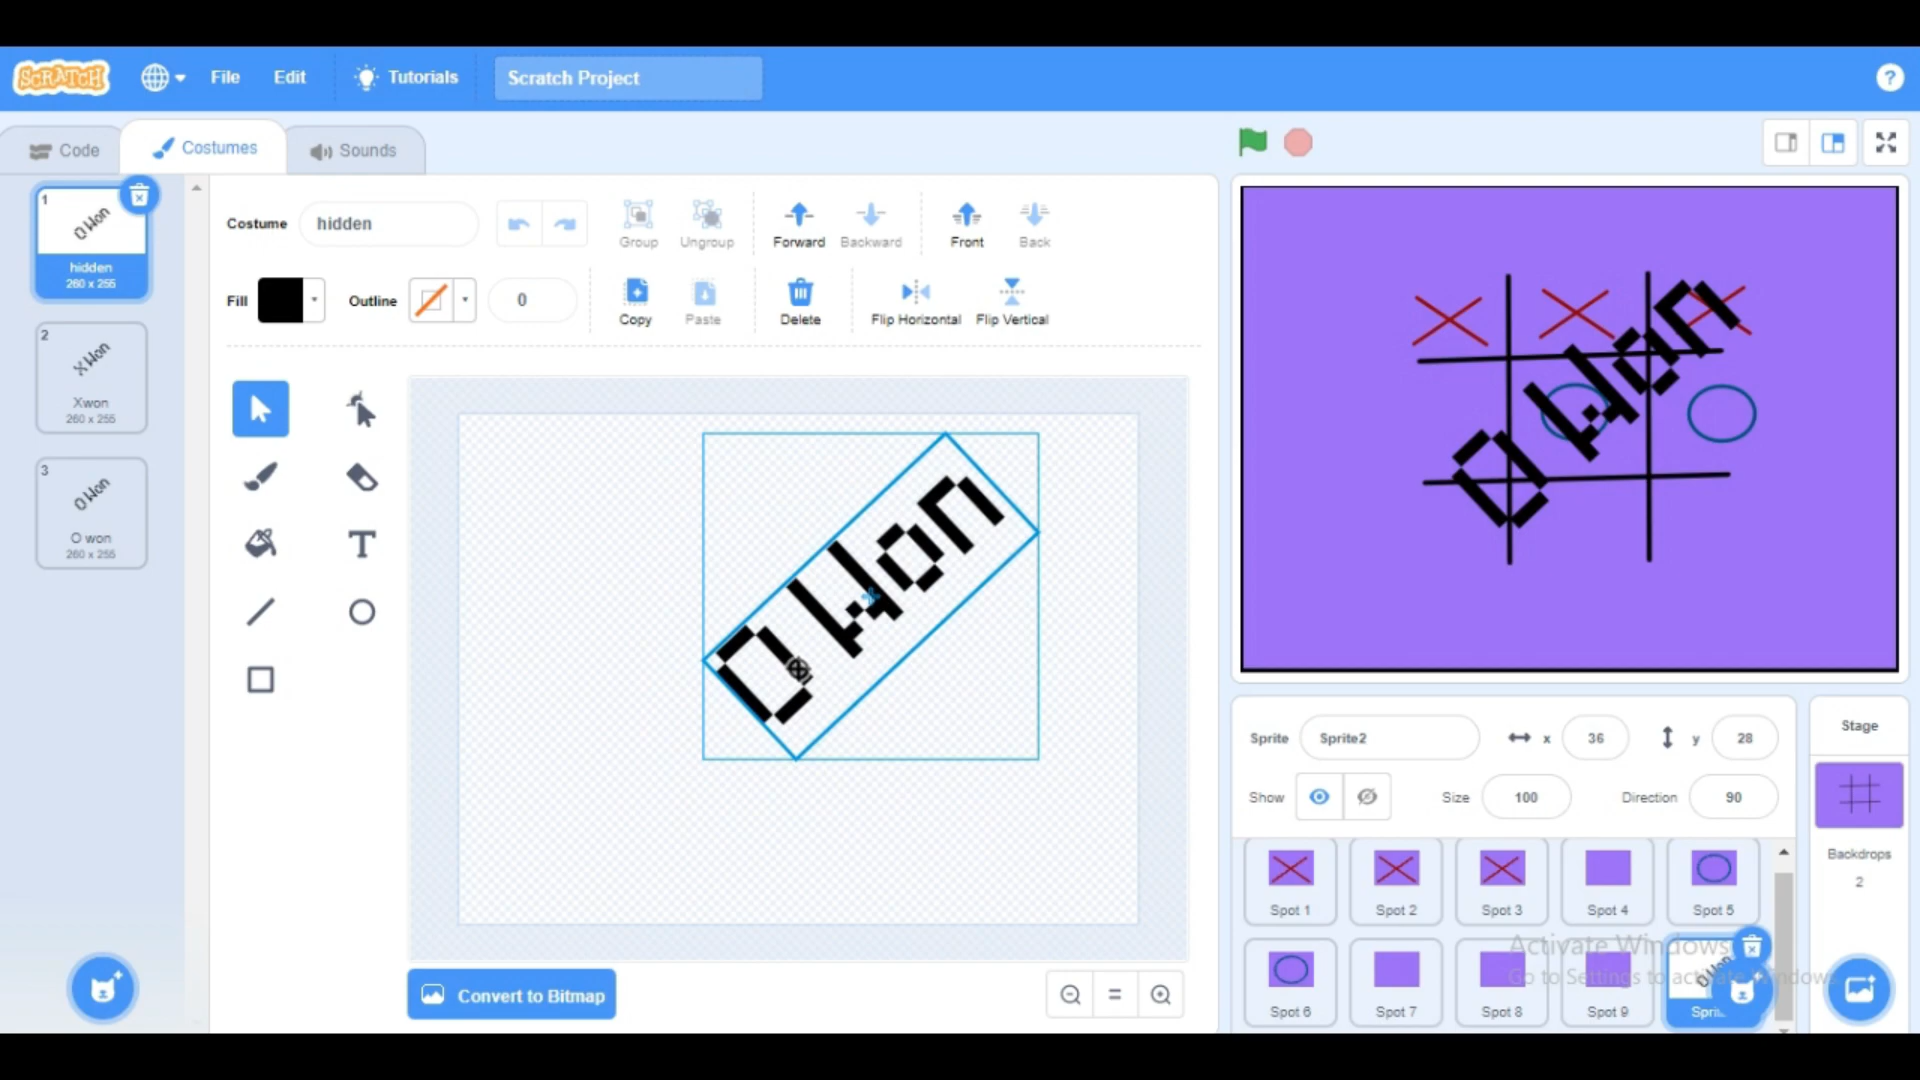 SCRATCH File Edit Tutorials Scratch Project ?
Code Costumes Sounds
1
hidden
260 x 255
2
X Won
Xwon
260 x 255
3
O Won
O won
260 x 255
Costume hidden Group Ungroup Forward Backward Front Back
Fill Outline 0 Copy Paste Delete Flip Horizontal Flip Vertical
T
O Won
Convert to Bitmap
O Won
Sprite Sprite2 x 36 y 28
Show Size 100 Direction 90
Stage
Backdrops
2
Spot 1 Spot 2 Spot 3 Spot 4 Spot 5
Spot 6 Spot 7 Spot 8 Spot 9 Sprit...
Activate Windows
Go to Settings to activate Windows